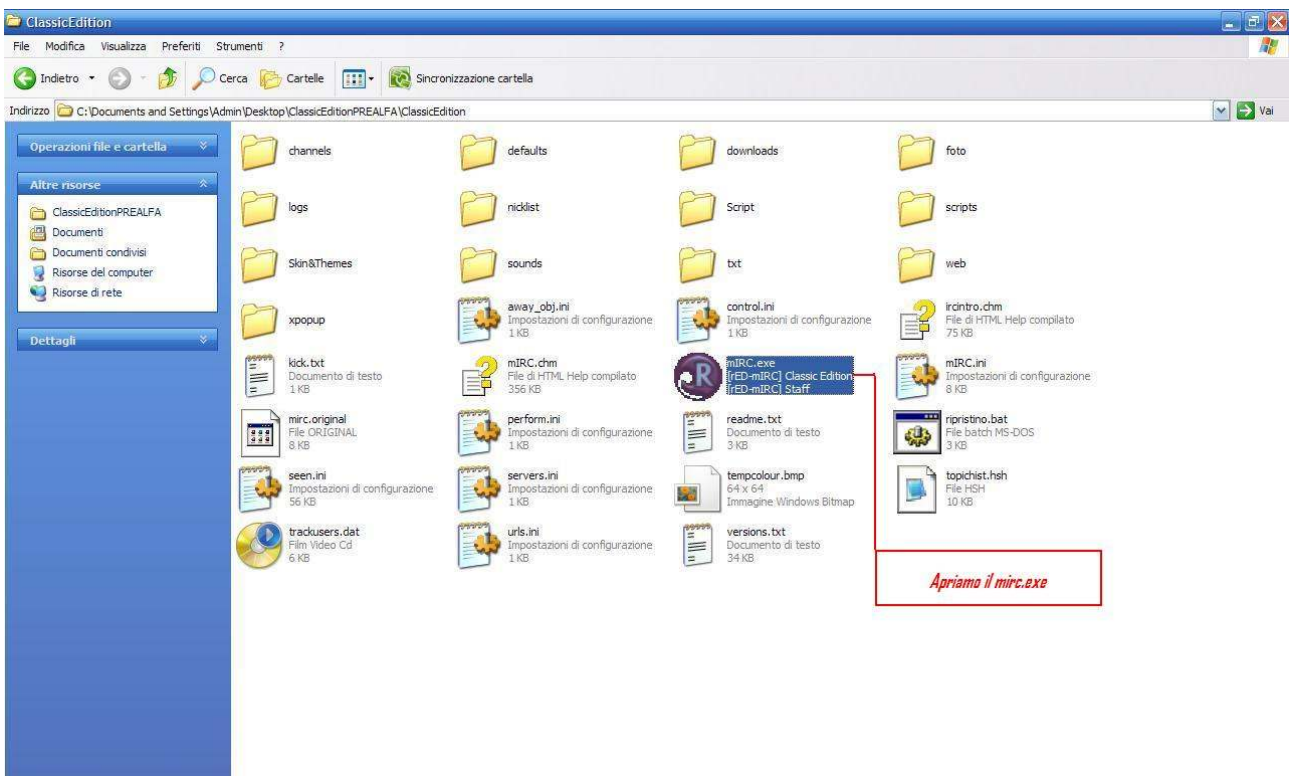 ClassicEdition
File Modifica Visualizza Preferiti Strumenti ?
Indietro Cerca Cartelle Sincronizzazione cartella
Indirizzo C:\Documents and Settings\Admin\Desktop\ClassicEditionPREALFA\ClassicEdition Vai
Operazioni file e cartella
Altre risorse
ClassicEditionPREALFA
Documenti
Documenti condivisi
Risorse del computer
Risorse di rete
Dettagli
channels
defaults
downloads
foto
logs
nicklist
Script
scripts
Skin&Themes
sounds
txt
web
xpopup
away_obj.ini
Impostazioni di configurazione
1 KB
control.ini
Impostazioni di configurazione
1 KB
ircintro.chm
File di HTML Help compilato
75 KB
kick.txt
Documento di testo
1 KB
mIRC.chm
File di HTML Help compilato
356 KB
mIRC.exe
[rED-mIRC] Classic Edition
[rED-mIRC] Staff
mIRC.ini
Impostazioni di configurazione
8 KB
mirc.original
File ORIGINAL
8 KB
perform.ini
Impostazioni di configurazione
1 KB
readme.txt
Documento di testo
3 KB
ripristino.bat
File batch MS-DOS
3 KB
seen.ini
Impostazioni di configurazione
56 KB
servers.ini
Impostazioni di configurazione
1 KB
tempcolour.bmp
64 x 64
Immagine Windows Bitmap
topichist.hsh
File HSH
10 KB
trackusers.dat
Film Video Cd
6 KB
urls.ini
Impostazioni di configurazione
1 KB
versions.txt
Documento di testo
34 KB
Apriamo il mirc.exe